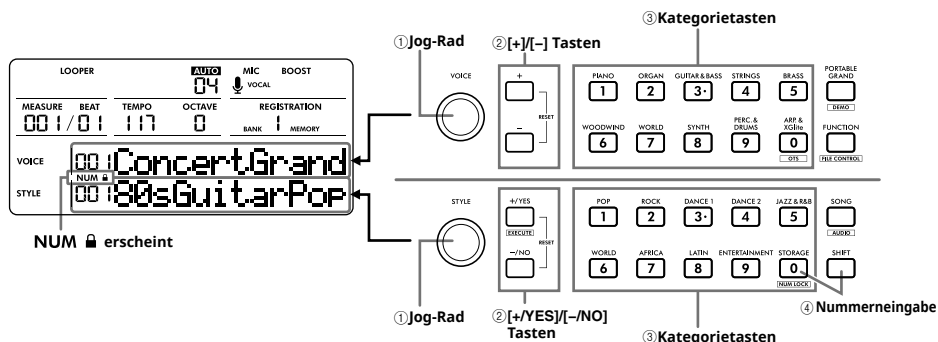 ③Kategorietasten
①Jog-Rad
②[+]/[–] Tasten
LOOPER
AUTO
04
MIC
BOOST
VOCAL
MEASURE
BEAT
TEMPO
OCTAVE
REGISTRATION
001/01
117
0
BANK
1
MEMORY
VOICE
001 ConcertGrand
NUM
STYLE
001 80sGuitarPop
NUM erscheint
VOICE
+
–
RESET
PIANO
ORGAN
GUITAR & BASS
STRINGS
BRASS
PORTABLE GRAND
1
2
3·
4
5
DEMO
WOODWIND
WORLD
SYNTH
PERC. & DRUMS
ARP. & XGlite
FUNCTION
6
7
8
9
0
OTS
FILE CONTROL
STYLE
+/YES
EXECUTE
–/NO
RESET
POP
ROCK
DANCE 1
DANCE 2
JAZZ & R&B
SONG
1
2
3·
4
5
AUDIO
WORLD
AFRICA
LATIN
ENTERTAINMENT
STORAGE
SHIFT
6
7
8
9
0
NUM LOCK
④Nummerneingabe
①Jog-Rad
②[+/YES]/[–/NO]
Tasten
③Kategorietasten